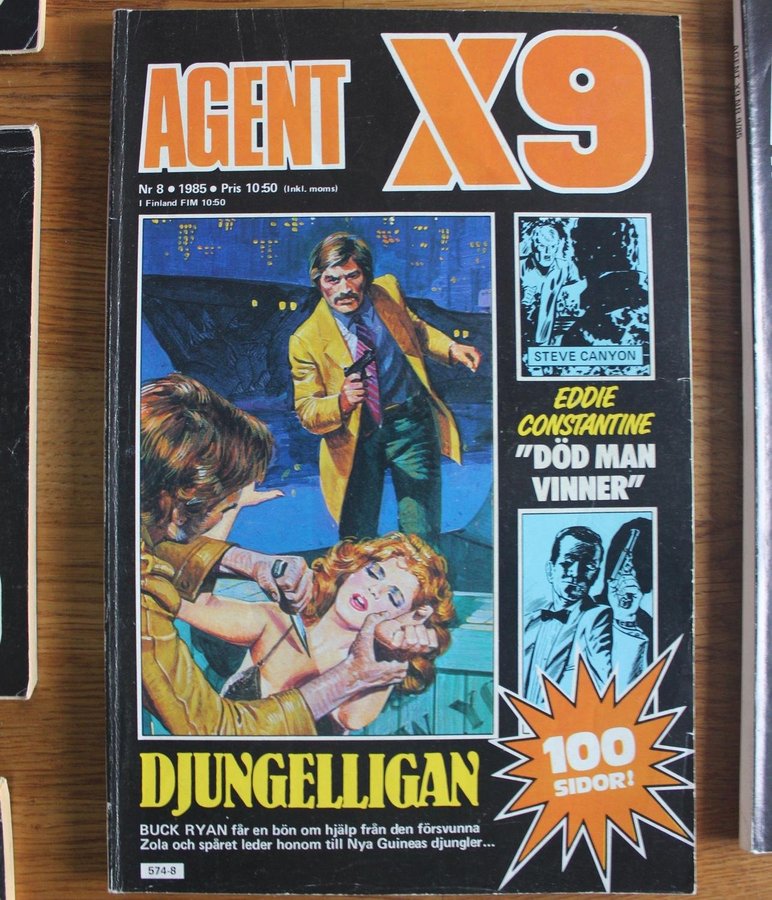 AGENT X9
Nr 8 • 1985 • Pris 10:50 (Inkl. moms)
I Finland FIM 10:50
STEVE CANYON
EDDIE
CONSTANTINE
"DÖD MAN
VINNER"
100
SIDOR!
DJUNGELLIGAN
BUCK RYAN får en bön om hjälp från den försvunna
Zola och spåret leder honom till Nya Guineas djungler...
574-8